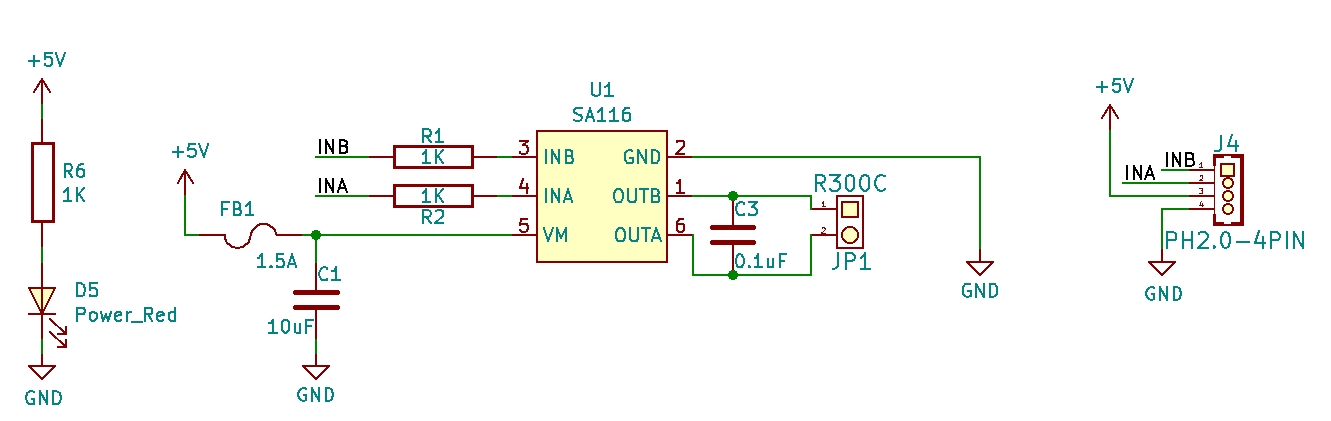 +5V
R6
1K
D5
Power_Red
GND
+5V
FB1
1.5A
C1
10uF
GND
INB
R1
1K
INA
1K
R2
U1
SA116
3
INB
4
INA
5
VM
GND
2
OUTB
1
OUTA
6
C3
0.1uF
R300C
1
2
JP1
GND
+5V
J4
INB
1
INA
2
3
4
PH2.0-4PIN
GND